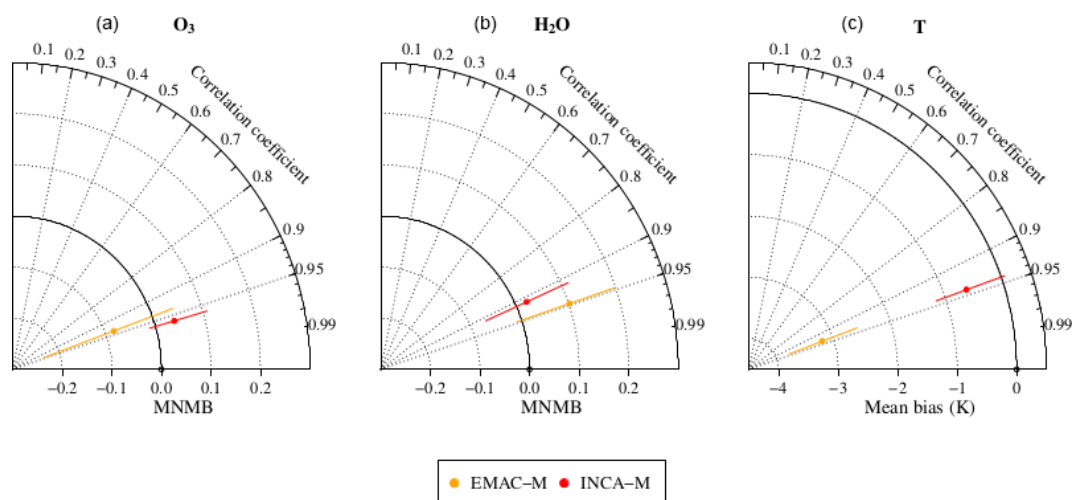 (a) O₃
0.1
0.2
0.3
0.4
0.5
0.6
0.7
0.8
0.9
0.95
0.99
Correlation coefficient
−0.2 −0.1 0.0 0.1 0.2
MNMB
(b) H₂O
0.1
0.2
0.3
0.4
0.5
0.6
0.7
0.8
0.9
0.95
0.99
Correlation coefficient
−0.2 −0.1 0.0 0.1 0.2
MNMB
(c) T
0.1
0.2
0.3
0.4
0.5
0.6
0.7
0.8
0.9
0.95
0.99
Correlation coefficient
−4 −3 −2 −1 0
Mean bias (K)
EMAC−M INCA−M